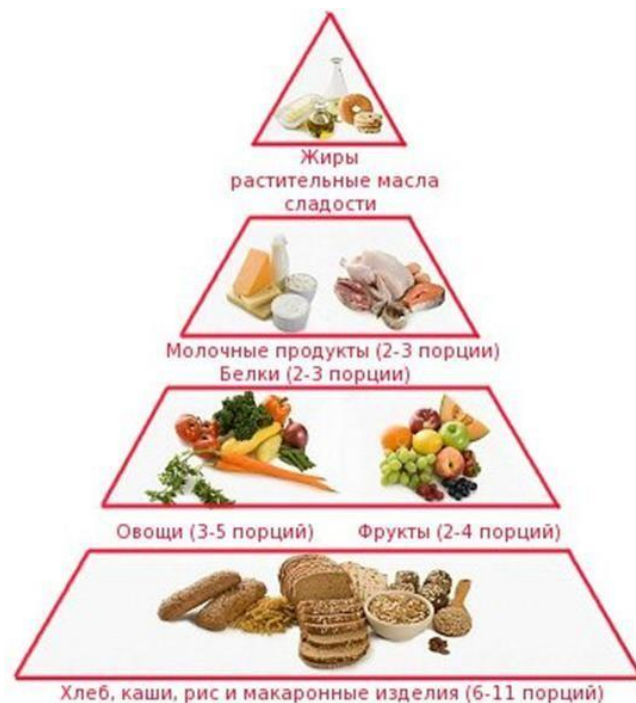 Жиры
растительные масла
сладости
Молочные продукты (2-3 порции)
Белки (2-3 порции)
Овощи (3-5 порций)
Фрукты (2-4 порций)
Хлеб, каши, рис и макаронные изделия (6-11 порций)